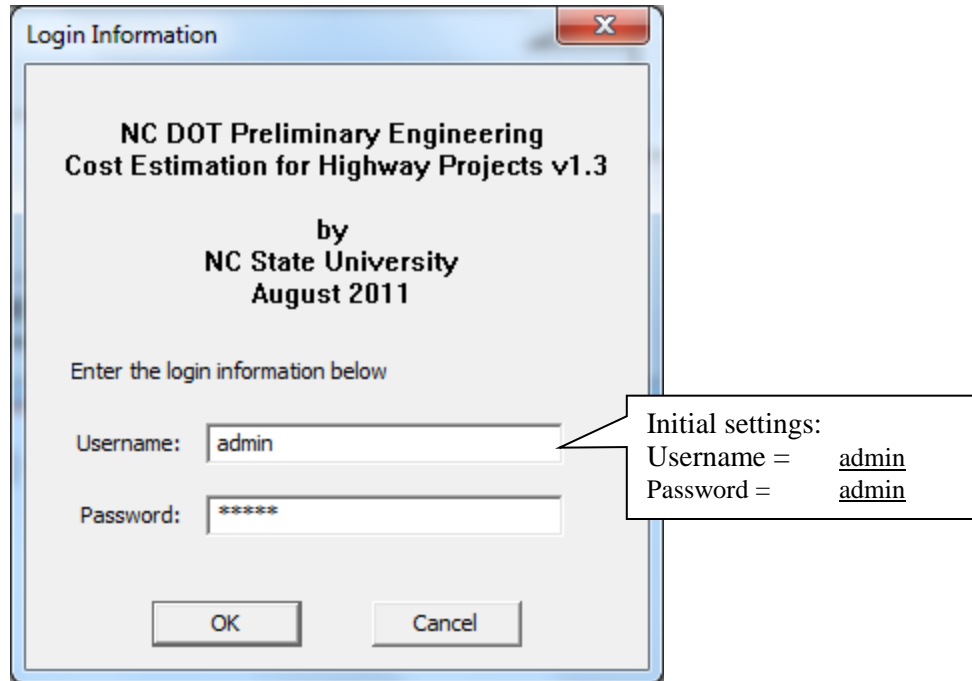 Login Information
X
NC DOT Preliminary Engineering
Cost Estimation for Highway Projects v1.3
by
NC State University
August 2011
Enter the login information below
Username: admin
Password: *****
OK Cancel
Initial settings:
Username = admin
Password = admin